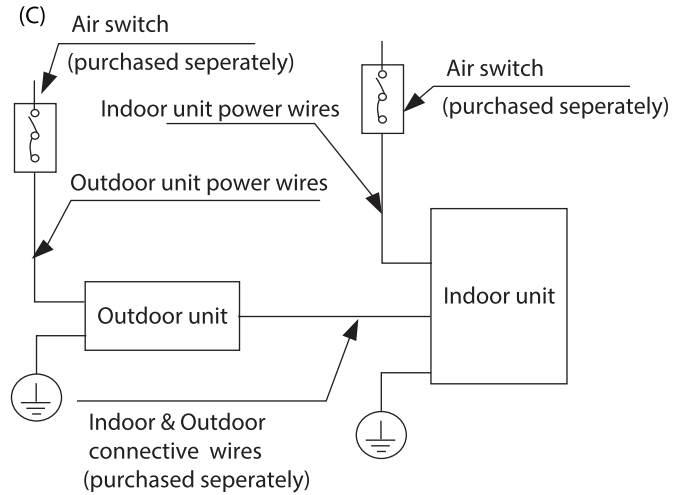 (C)
Air switch
(purchased seperately)
Air switch
(purchased seperately)
Indoor unit power wires
Outdoor unit power wires
Outdoor unit
Indoor unit
Indoor & Outdoor
connective wires
(purchased seperately)